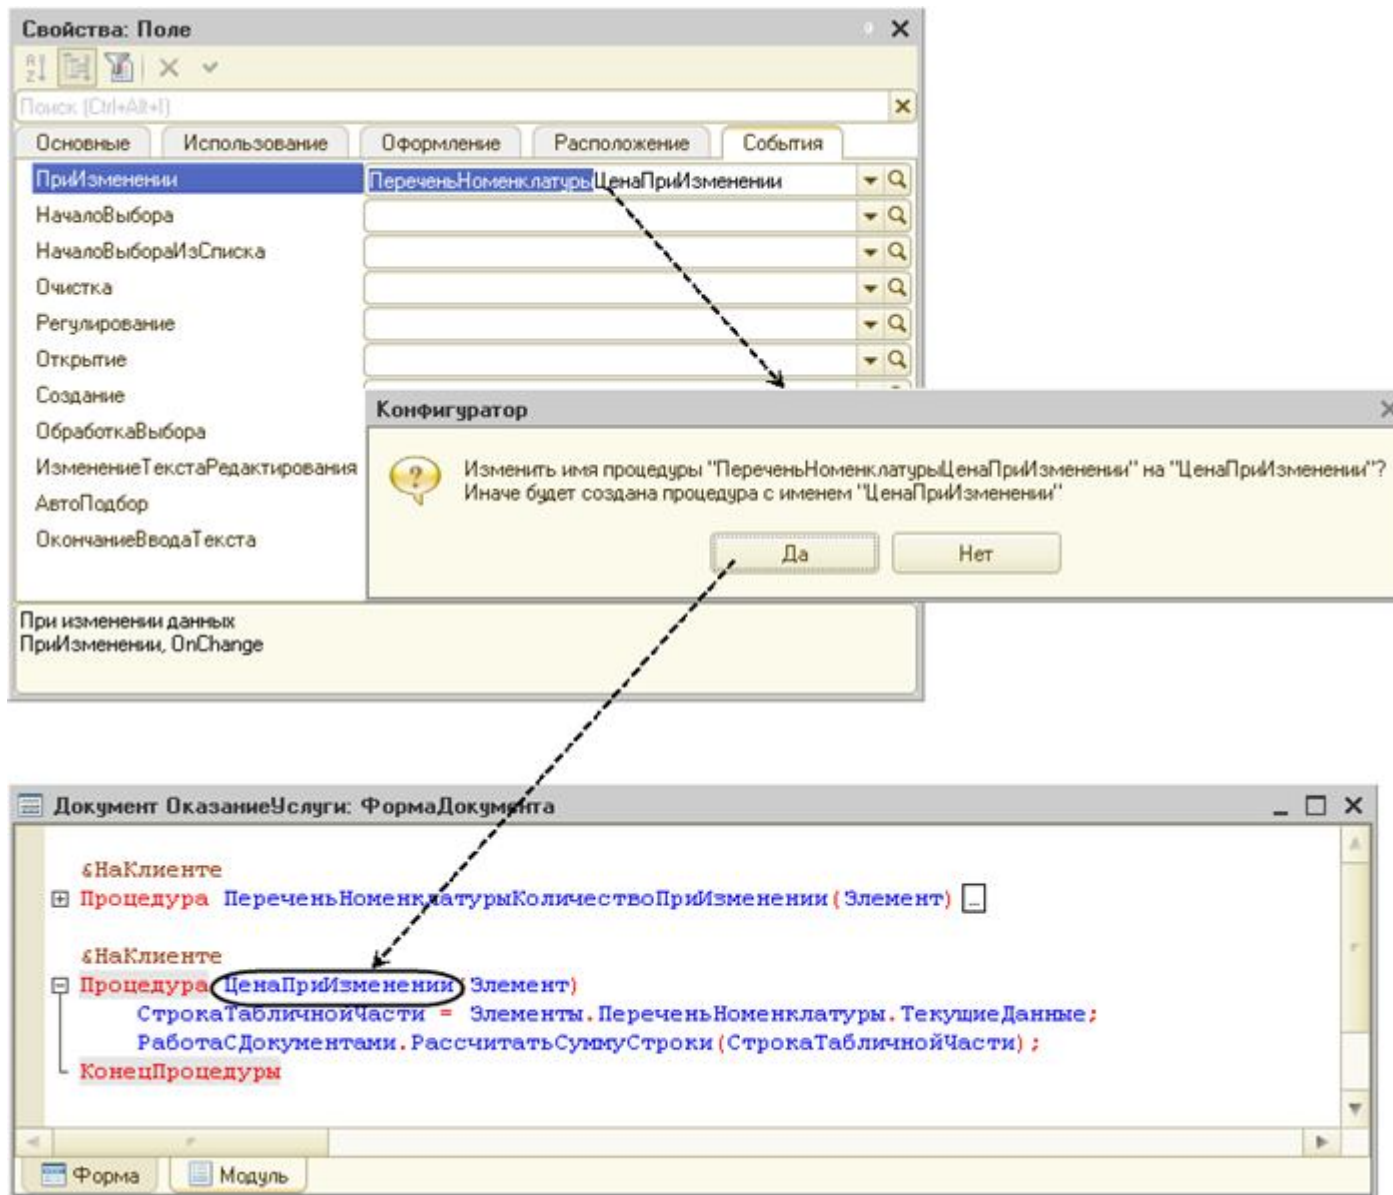 Свойства: Поле
Поиск (Ctrl+Alt+I)
Основные Использование Оформление Расположение События
ПриИзменении ПереченьНоменклатурыЦенаПриИзменении
НачалоВыбора
НачалоВыбораИзСписка
Очистка
Регулирование
Открытие
Создание
ОбработкаВыбора
ИзменениеТекстаРедактирования
АвтоПодбор
ОкончаниеВводаТекста
При изменении данных
ПриИзменении, OnChange
Конфигуратор
Изменить имя процедуры "ПереченьНоменклатурыЦенаПриИзменении" на "ЦенаПриИзменении"?
Иначе будет создана процедура с именем "ЦенаПриИзменении"
Да Нет
Документ ОказаниеУслуги: ФормаДокумента
&НаКлиенте
Процедура ПереченьНоменклатурыКоличествоПриИзменении(Элемент) ...
&НаКлиенте
Процедура ЦенаПриИзменении(Элемент)
СтрокаТабличнойЧасти = Элементы.ПереченьНоменклатуры.ТекущиеДанные;
РаботаСДокументами.РассчитатьСуммуСтроки(СтрокаТабличнойЧасти);
КонецПроцедуры
Форма Модуль